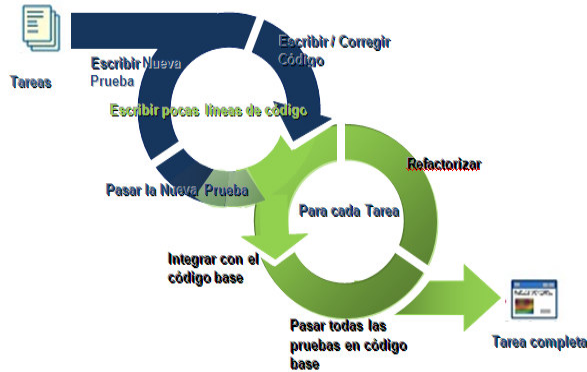 Tareas
Escribir Nueva
Prueba
Escribir / Corregir
Código
Escribir pocas líneas de código
Pasar la Nueva Prueba
Refactorizar
Para cada Tarea
Integrar con el
código base
Pasar todas las
pruebas en código
base
Tarea completa